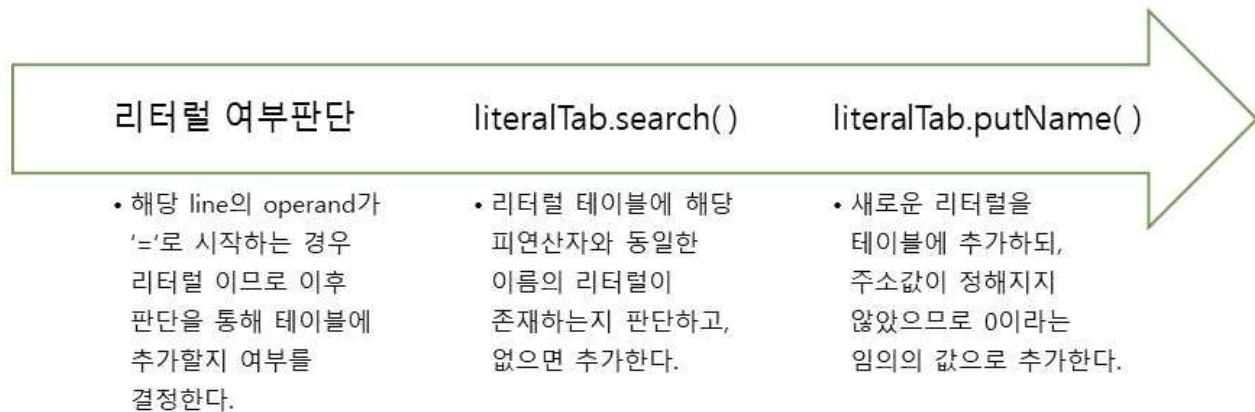 리터럴 여부판단
literalTab.search( )
literalTab.putName( )
• 해당 line의 operand가
‘=‘로 시작하는 경우
리터럴 이므로 이후
판단을 통해 테이블에
추가할지 여부를
결정한다.
• 리터럴 테이블에 해당
피연산자와 동일한
이름의 리터럴이
존재하는지 판단하고,
없으면 추가한다.
• 새로운 리터럴을
테이블에 추가하되,
주소값이 정해지지
않았으므로 0이라는
임의의 값으로 추가한다.